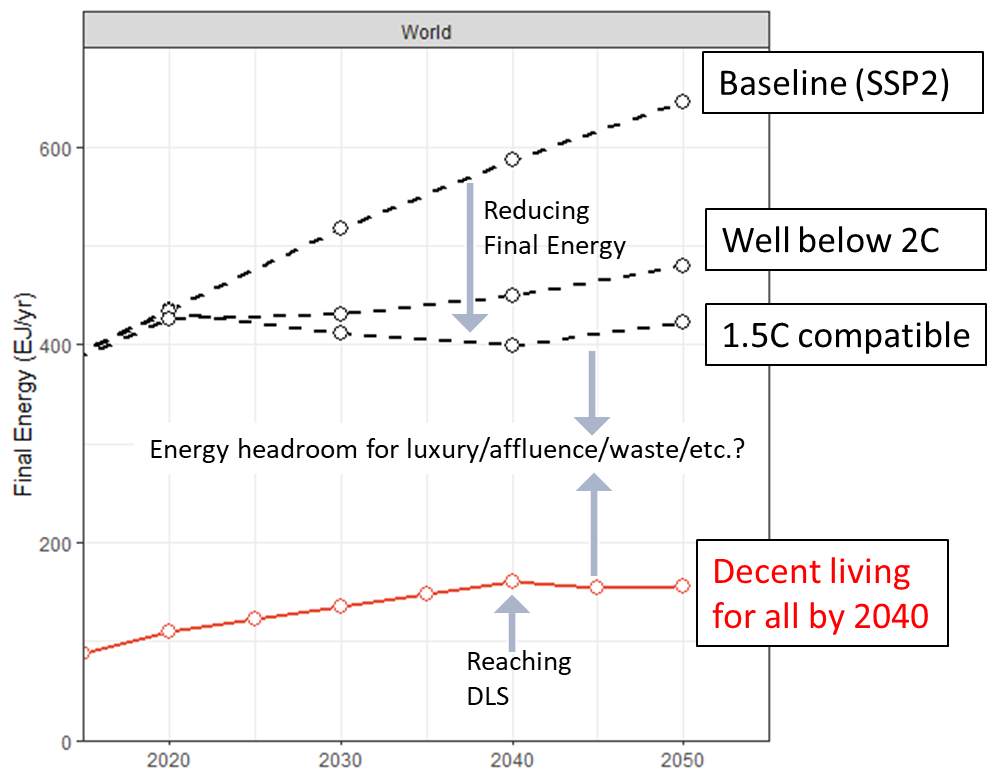 World
Baseline (SSP2)
600
Reducing
Final Energy
Well below 2C
1.5C compatible
400
Final Energy (EJ/yr)
Energy headroom for luxury/affluence/waste/etc.?
200
Decent living
for all by 2040
Reaching
DLS
0
2020
2030
2040
2050